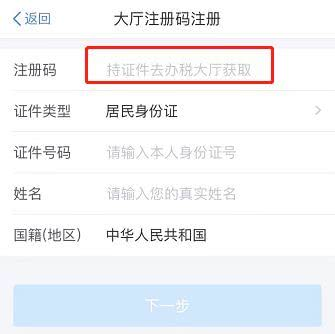 返回 大厅注册码注册
注册码 持证件去办税大厅获取
证件类型 居民身份证
证件号码 请输入本人身份证号
姓名 请输入您的真实姓名
国籍(地区) 中华人民共和国
下一步